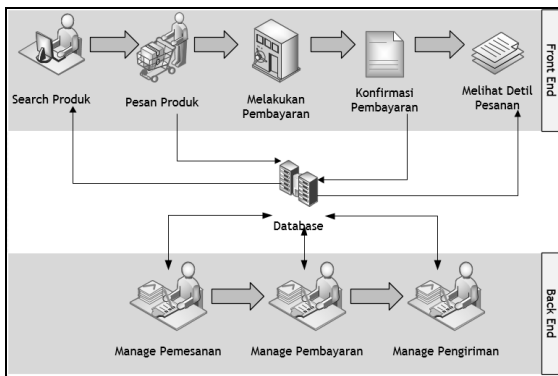 Search Produk
Pesan Produk
Melakukan
Pembayaran
Konfirmasi
Pembayaran
Melihat Detil
Pesanan
Front End
Database
Manage Pemesanan
Manage Pembayaran
Manage Pengiriman
Back End